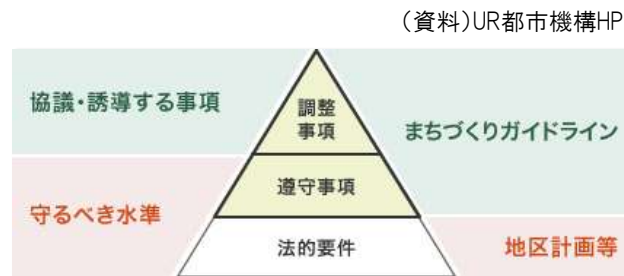 （資料）UR都市機構HP
協議・誘導する事項
調整
事項
まちづくりガイドライン
遵守事項
守るべき水準
法的要件
地区計画等